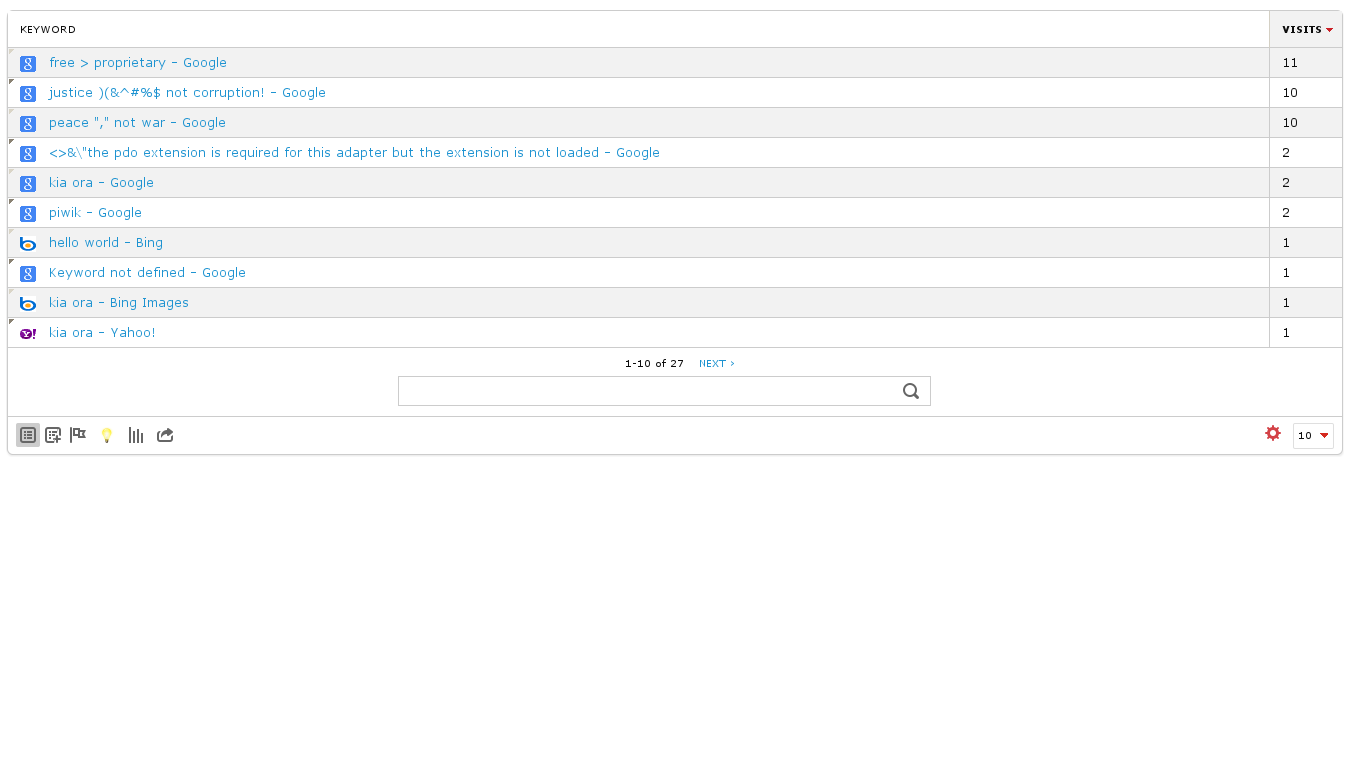 KEYWORD VISITS
free > proprietary - Google 11
justice )(&^#%$ not corruption! - Google 10
peace "," not war - Google 10
<>&\"the pdo extension is required for this adapter but the extension is not loaded - Google 2
kia ora - Google 2
piwik - Google 2
hello world - Bing 1
Keyword not defined - Google 1
kia ora - Bing Images 1
kia ora - Yahoo! 1
1-10 of 27 NEXT ›
10